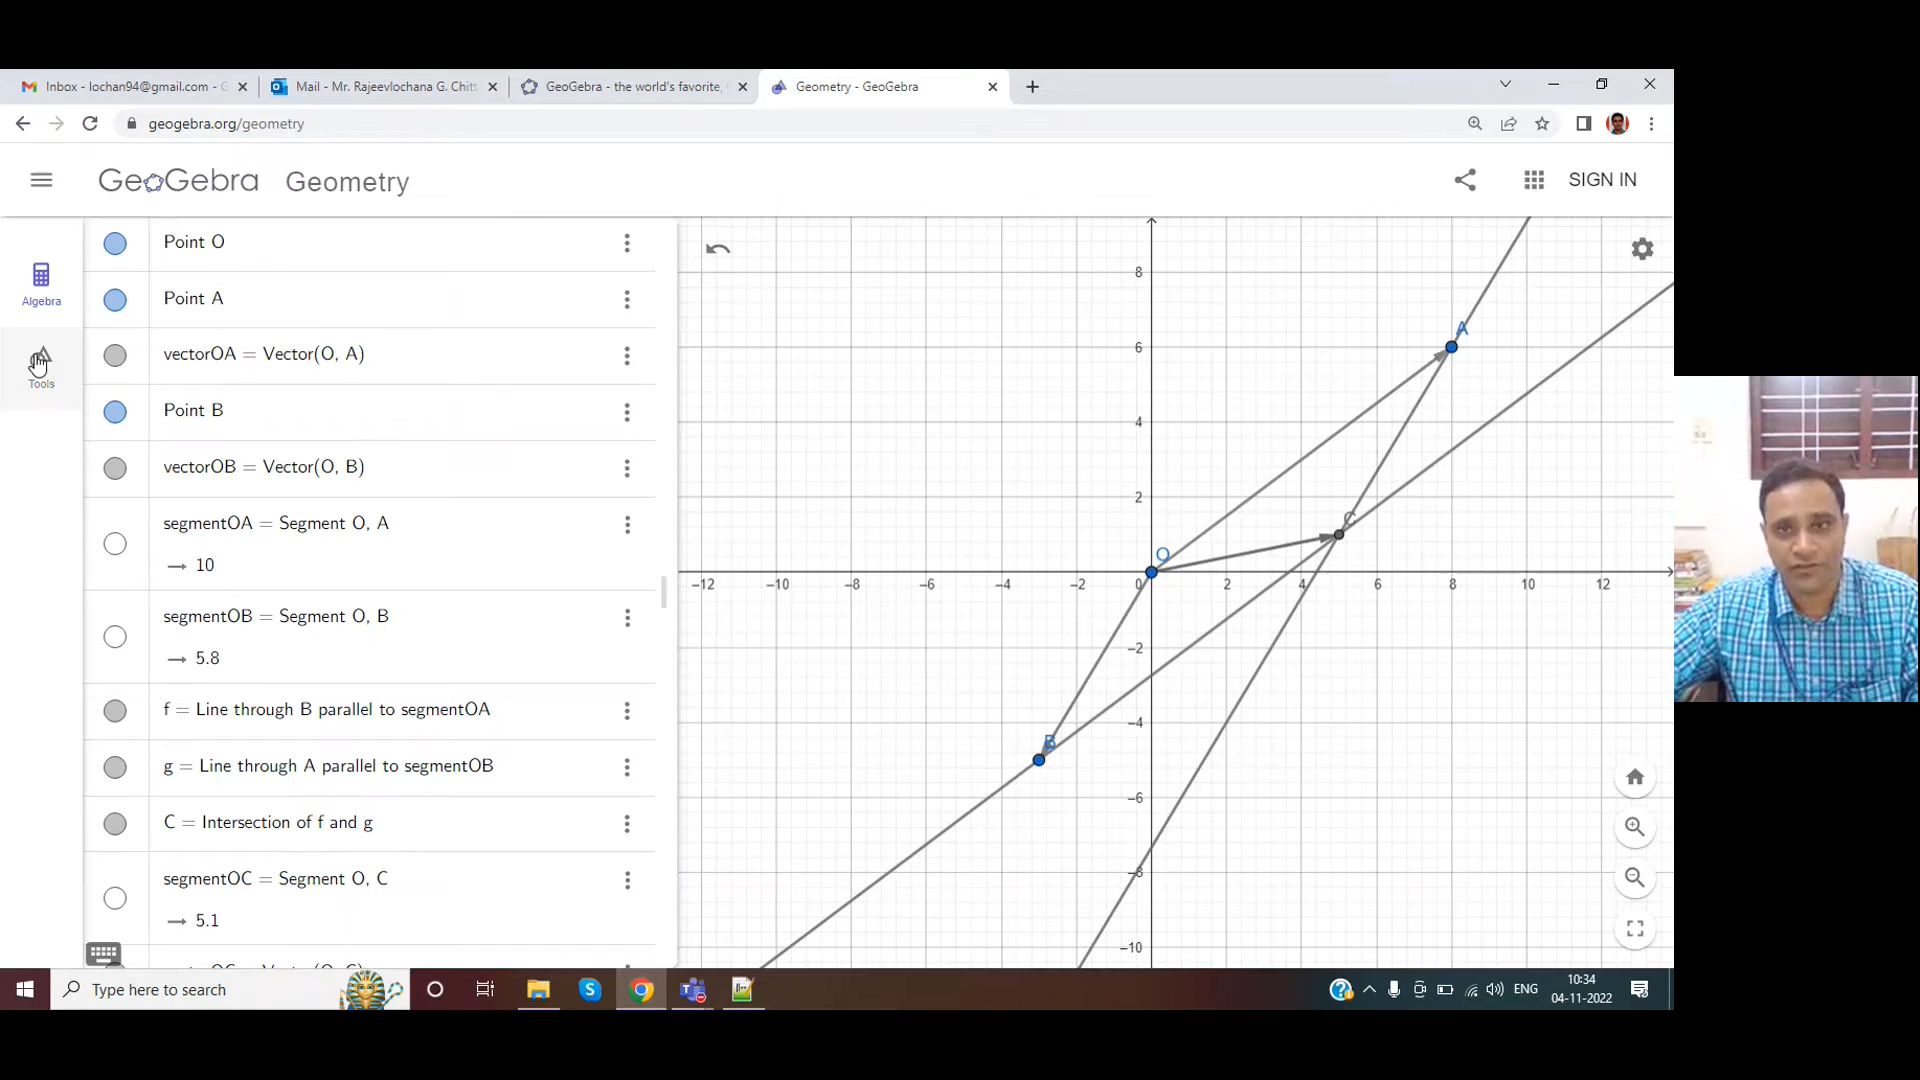 Inbox - lochan94@gmail.com - G
Mail - Mr. Rajeevlochana G. Chitt
GeoGebra - the world's favorite,
Geometry - GeoGebra
geogebra.org/geometry
GeoGebra Geometry
SIGN IN
Algebra
Tools
Point O
Point A
vectorOA = Vector(O, A)
Point B
vectorOB = Vector(O, B)
segmentOA = Segment O, A
→ 10
segmentOB = Segment O, B
→ 5.8
f = Line through B parallel to segmentOA
g = Line through A parallel to segmentOB
C = Intersection of f and g
segmentOC = Segment O, C
→ 5.1
8
A
6
4
2
C
O
−12 −10 −8 −6 −4 −2 0 2 4 6 8 10 12
−2
−4
B
−6
−8
−10
Type here to search
ENG
10:34
04-11-2022